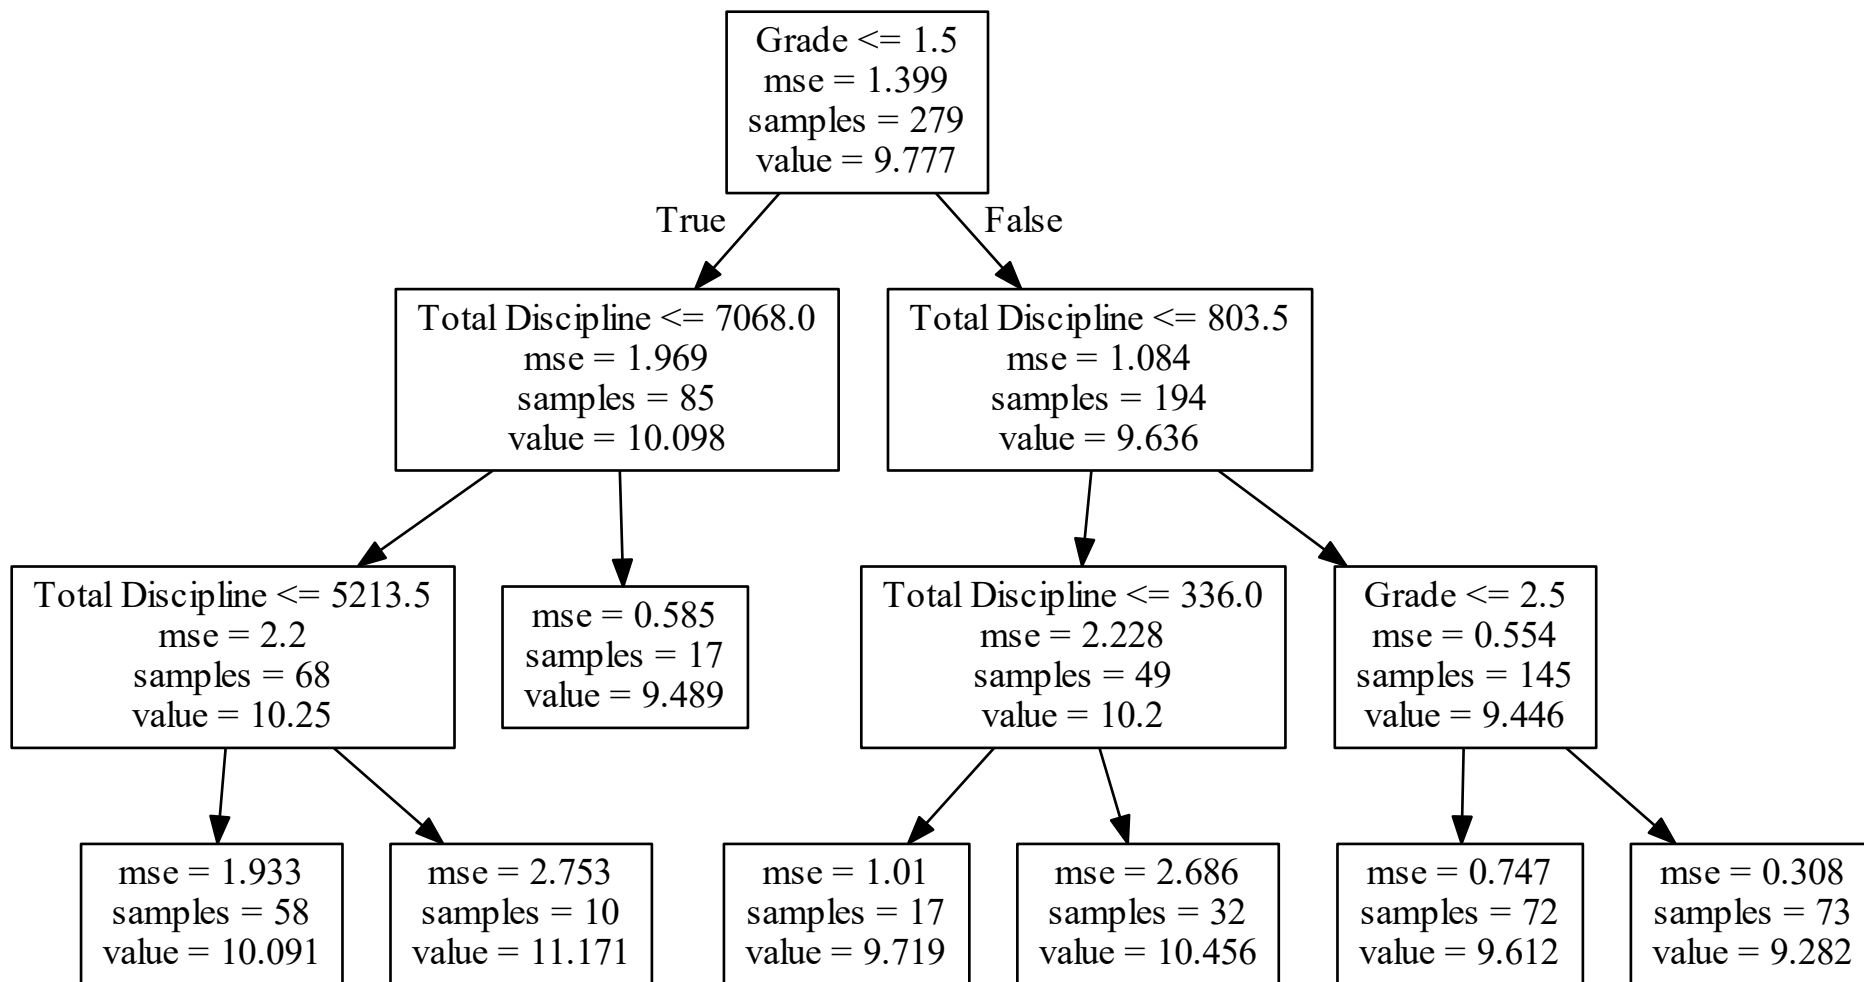 Grade <= 1.5
mse = 1.399
samples = 279
value = 9.777
True
False
Total Discipline <= 7068.0
mse = 1.969
samples = 85
value = 10.098
Total Discipline <= 803.5
mse = 1.084
samples = 194
value = 9.636
Total Discipline <= 5213.5
mse = 2.2
samples = 68
value = 10.25
mse = 0.585
samples = 17
value = 9.489
Total Discipline <= 336.0
mse = 2.228
samples = 49
value = 10.2
Grade <= 2.5
mse = 0.554
samples = 145
value = 9.446
mse = 1.933
samples = 58
value = 10.091
mse = 2.753
samples = 10
value = 11.171
mse = 1.01
samples = 17
value = 9.719
mse = 2.686
samples = 32
value = 10.456
mse = 0.747
samples = 72
value = 9.612
mse = 0.308
samples = 73
value = 9.282